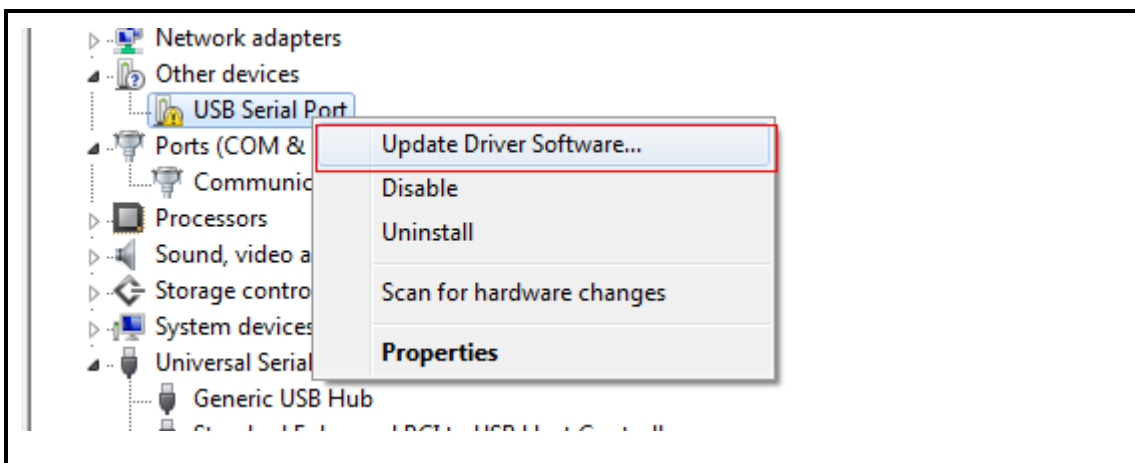 Network adapters
Other devices
USB Serial Port
Update Driver Software...
Ports (COM &
Communic
Disable
Processors
Uninstall
Sound, video a
Storage contro
Scan for hardware changes
System devices
Properties
Universal Serial
Generic USB Hub